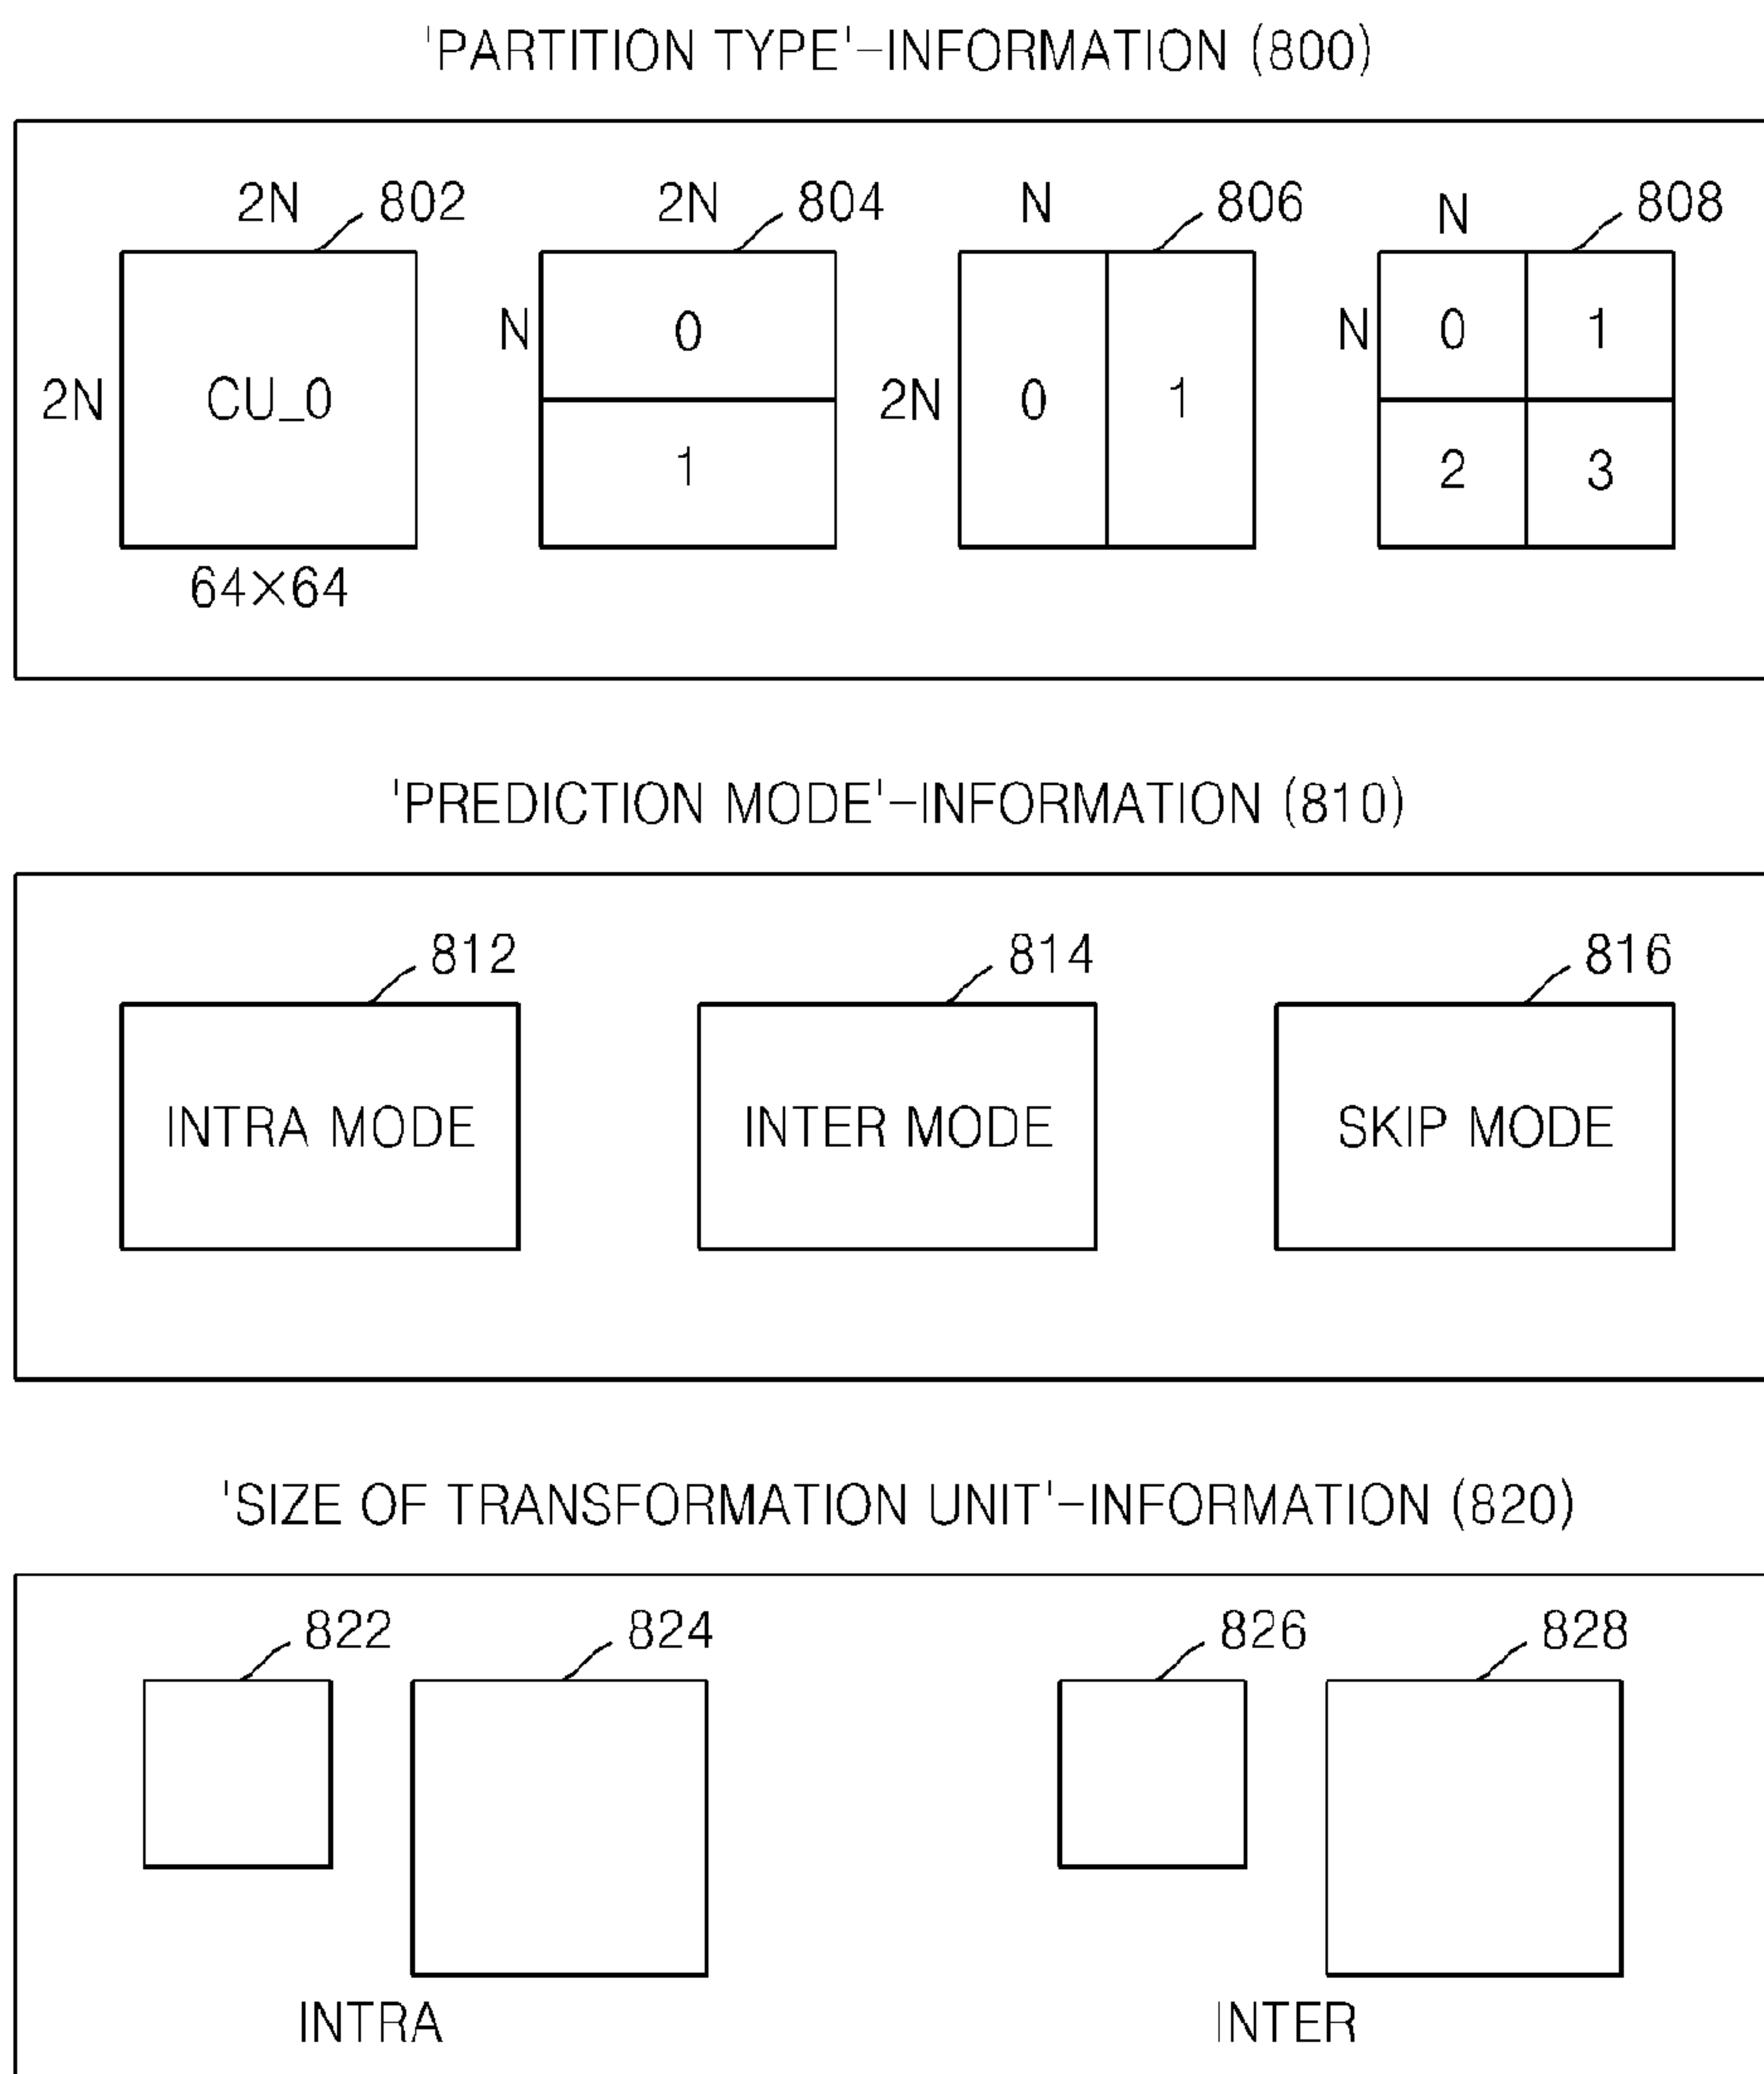 'PARTITION TYPE'-INFORMATION (800)
2N 802 2N 804 N 806 N 808
N 0 N 0 1
2N CU_0 2N 0 1
1 2 3
64×64
'PREDICTION MODE'-INFORMATION (810)
812 814 816
INTRA MODE INTER MODE SKIP MODE
'SIZE OF TRANSFORMATION UNIT'-INFORMATION (820)
822 824 826 828
INTRA INTER